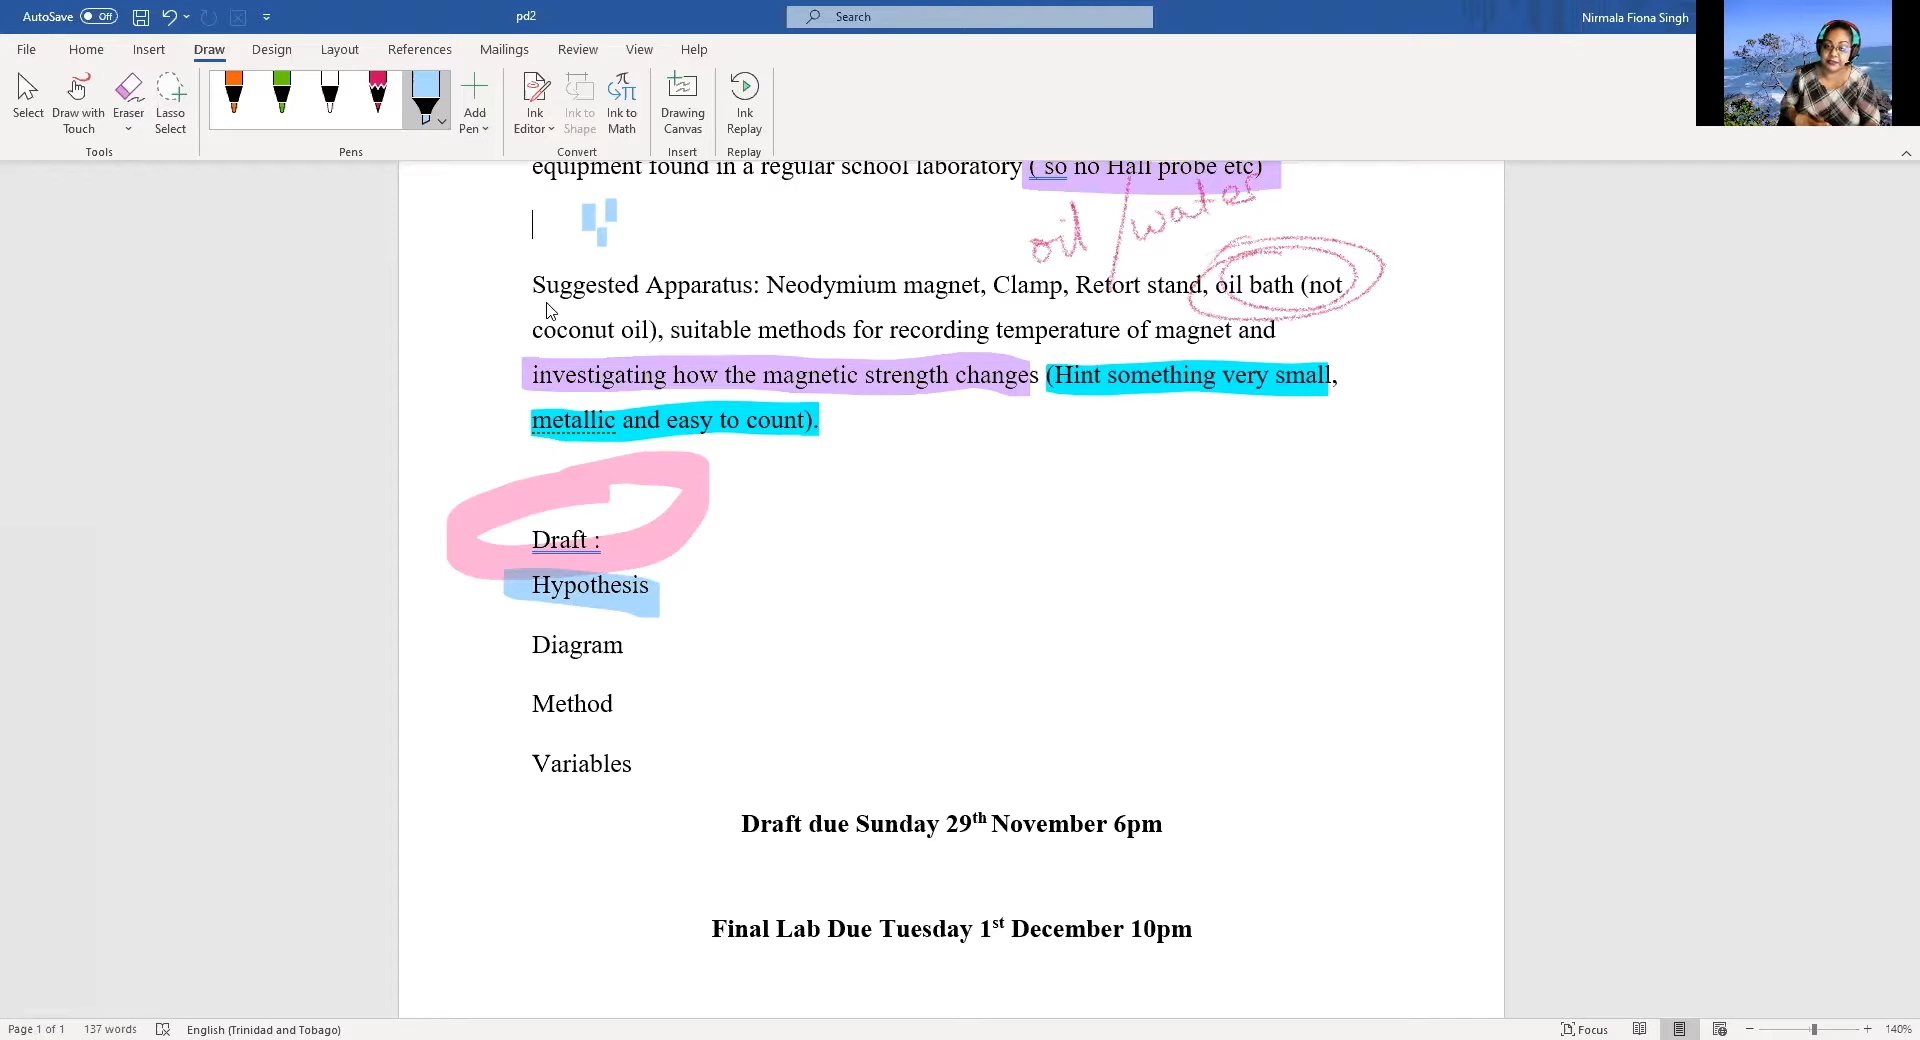 AutoSave Off pd2 Search Nirmala Fiona Singh
File Home Insert Draw Design Layout References Mailings Review View Help
Select Draw with Touch Eraser Lasso Select Add Pen Ink Editor Ink to Shape Ink to Math Drawing Canvas Ink Replay
Tools Pens Convert Insert Replay
equipment found in a regular school laboratory ( so no Hall probe etc)
oil / water
Suggested Apparatus: Neodymium magnet, Clamp, Retort stand, oil bath (not
coconut oil), suitable methods for recording temperature of magnet and
investigating how the magnetic strength changes (Hint something very small,
metallic and easy to count).
Draft :
Hypothesis
Diagram
Method
Variables
Draft due Sunday 29th November 6pm
Final Lab Due Tuesday 1st December 10pm
Page 1 of 1 137 words English (Trinidad and Tobago) Focus 140%